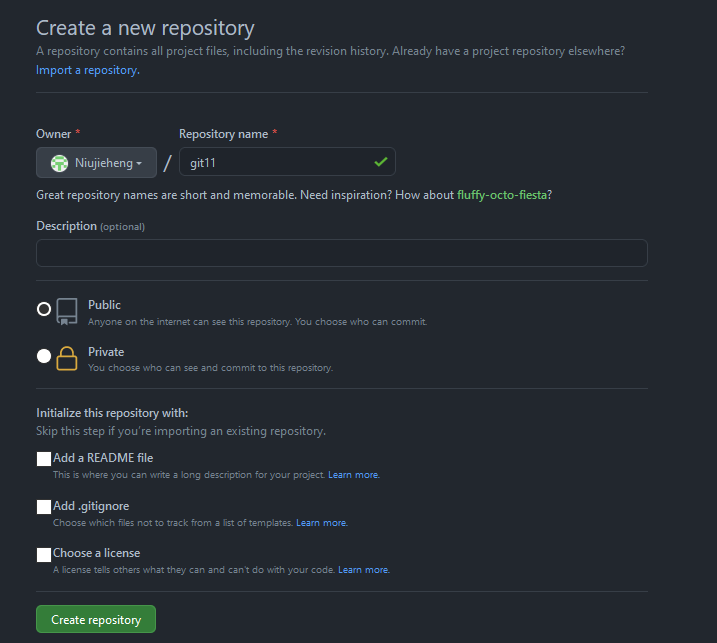 Create a new repository
A repository contains all project files, including the revision history. Already have a project repository elsewhere?
Import a repository.
Owner * Repository name *
Niujieheng / git11
Great repository names are short and memorable. Need inspiration? How about fluffy-octo-fiesta?
Description (optional)
Public
Anyone on the internet can see this repository. You choose who can commit.
Private
You choose who can see and commit to this repository.
Initialize this repository with:
Skip this step if you're importing an existing repository.
Add a README file
This is where you can write a long description for your project. Learn more.
Add .gitignore
Choose which files not to track from a list of templates. Learn more.
Choose a license
A license tells others what they can and can't do with your code. Learn more.
Create repository